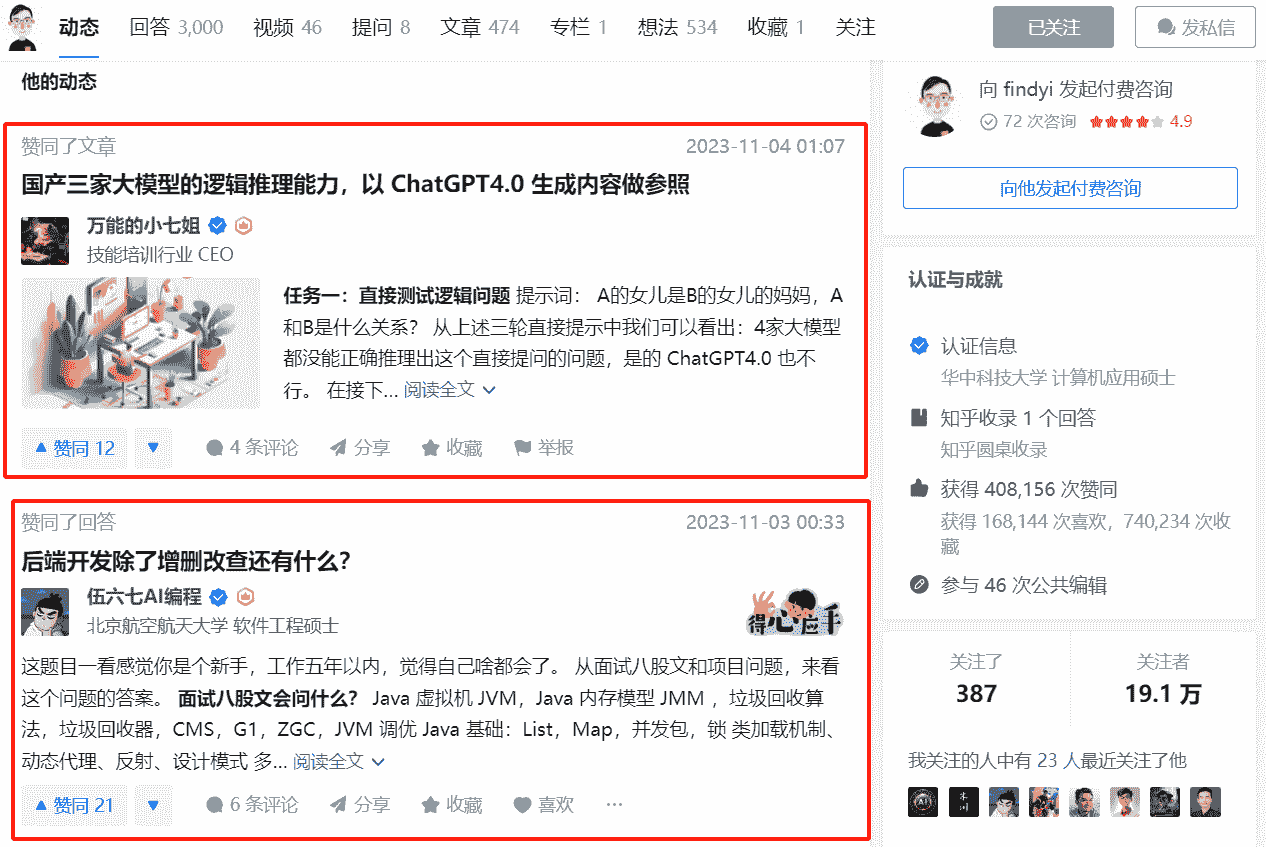 动态 回答 3,000 视频 46 提问 8 文章 474 专栏 1 想法 534 收藏 1 关注 已关注 发私信
他的动态
赞同了文章 2023-11-04 01:07
国产三家大模型的逻辑推理能力，以 ChatGPT4.0 生成内容做参照
万能的小七姐
技能培训行业 CEO
任务一：直接测试逻辑问题 提示词： A的女儿是B的女儿的妈妈，A
和B是什么关系？ 从上述三轮直接提示中我们可以看出：4家大模型
都没能正确推理出这个直接提问的问题，是的 ChatGPT4.0 也不
行。 在接下... 阅读全文
赞同 12 4 条评论 分享 收藏 举报
赞同了回答 2023-11-03 00:33
后端开发除了增删改查还有什么？
伍六七AI编程
北京航空航天大学 软件工程硕士
得心应手
这题目一看感觉你是个新手，工作五年以内，觉得自己啥都会了。 从面试八股文和项目问题，来看
这个问题的答案。 面试八股文会问什么？ Java 虚拟机 JVM，Java 内存模型 JMM ，垃圾回收算
法，垃圾回收器，CMS，G1，ZGC，JVM 调优 Java 基础：List，Map，并发包，锁 类加载机制、
动态代理、反射、设计模式 多... 阅读全文
赞同 21 6 条评论 分享 收藏 喜欢 ...
向 findyi 发起付费咨询
72 次咨询 4.9
向他发起付费咨询
认证与成就
认证信息
华中科技大学 计算机应用硕士
知乎收录 1 个回答
知乎圆桌收录
获得 408,156 次赞同
获得 168,144 次喜欢，740,234 次收
藏
参与 46 次公共编辑
关注了 关注者
387 19.1 万
我关注的人中有 23 人最近关注了他